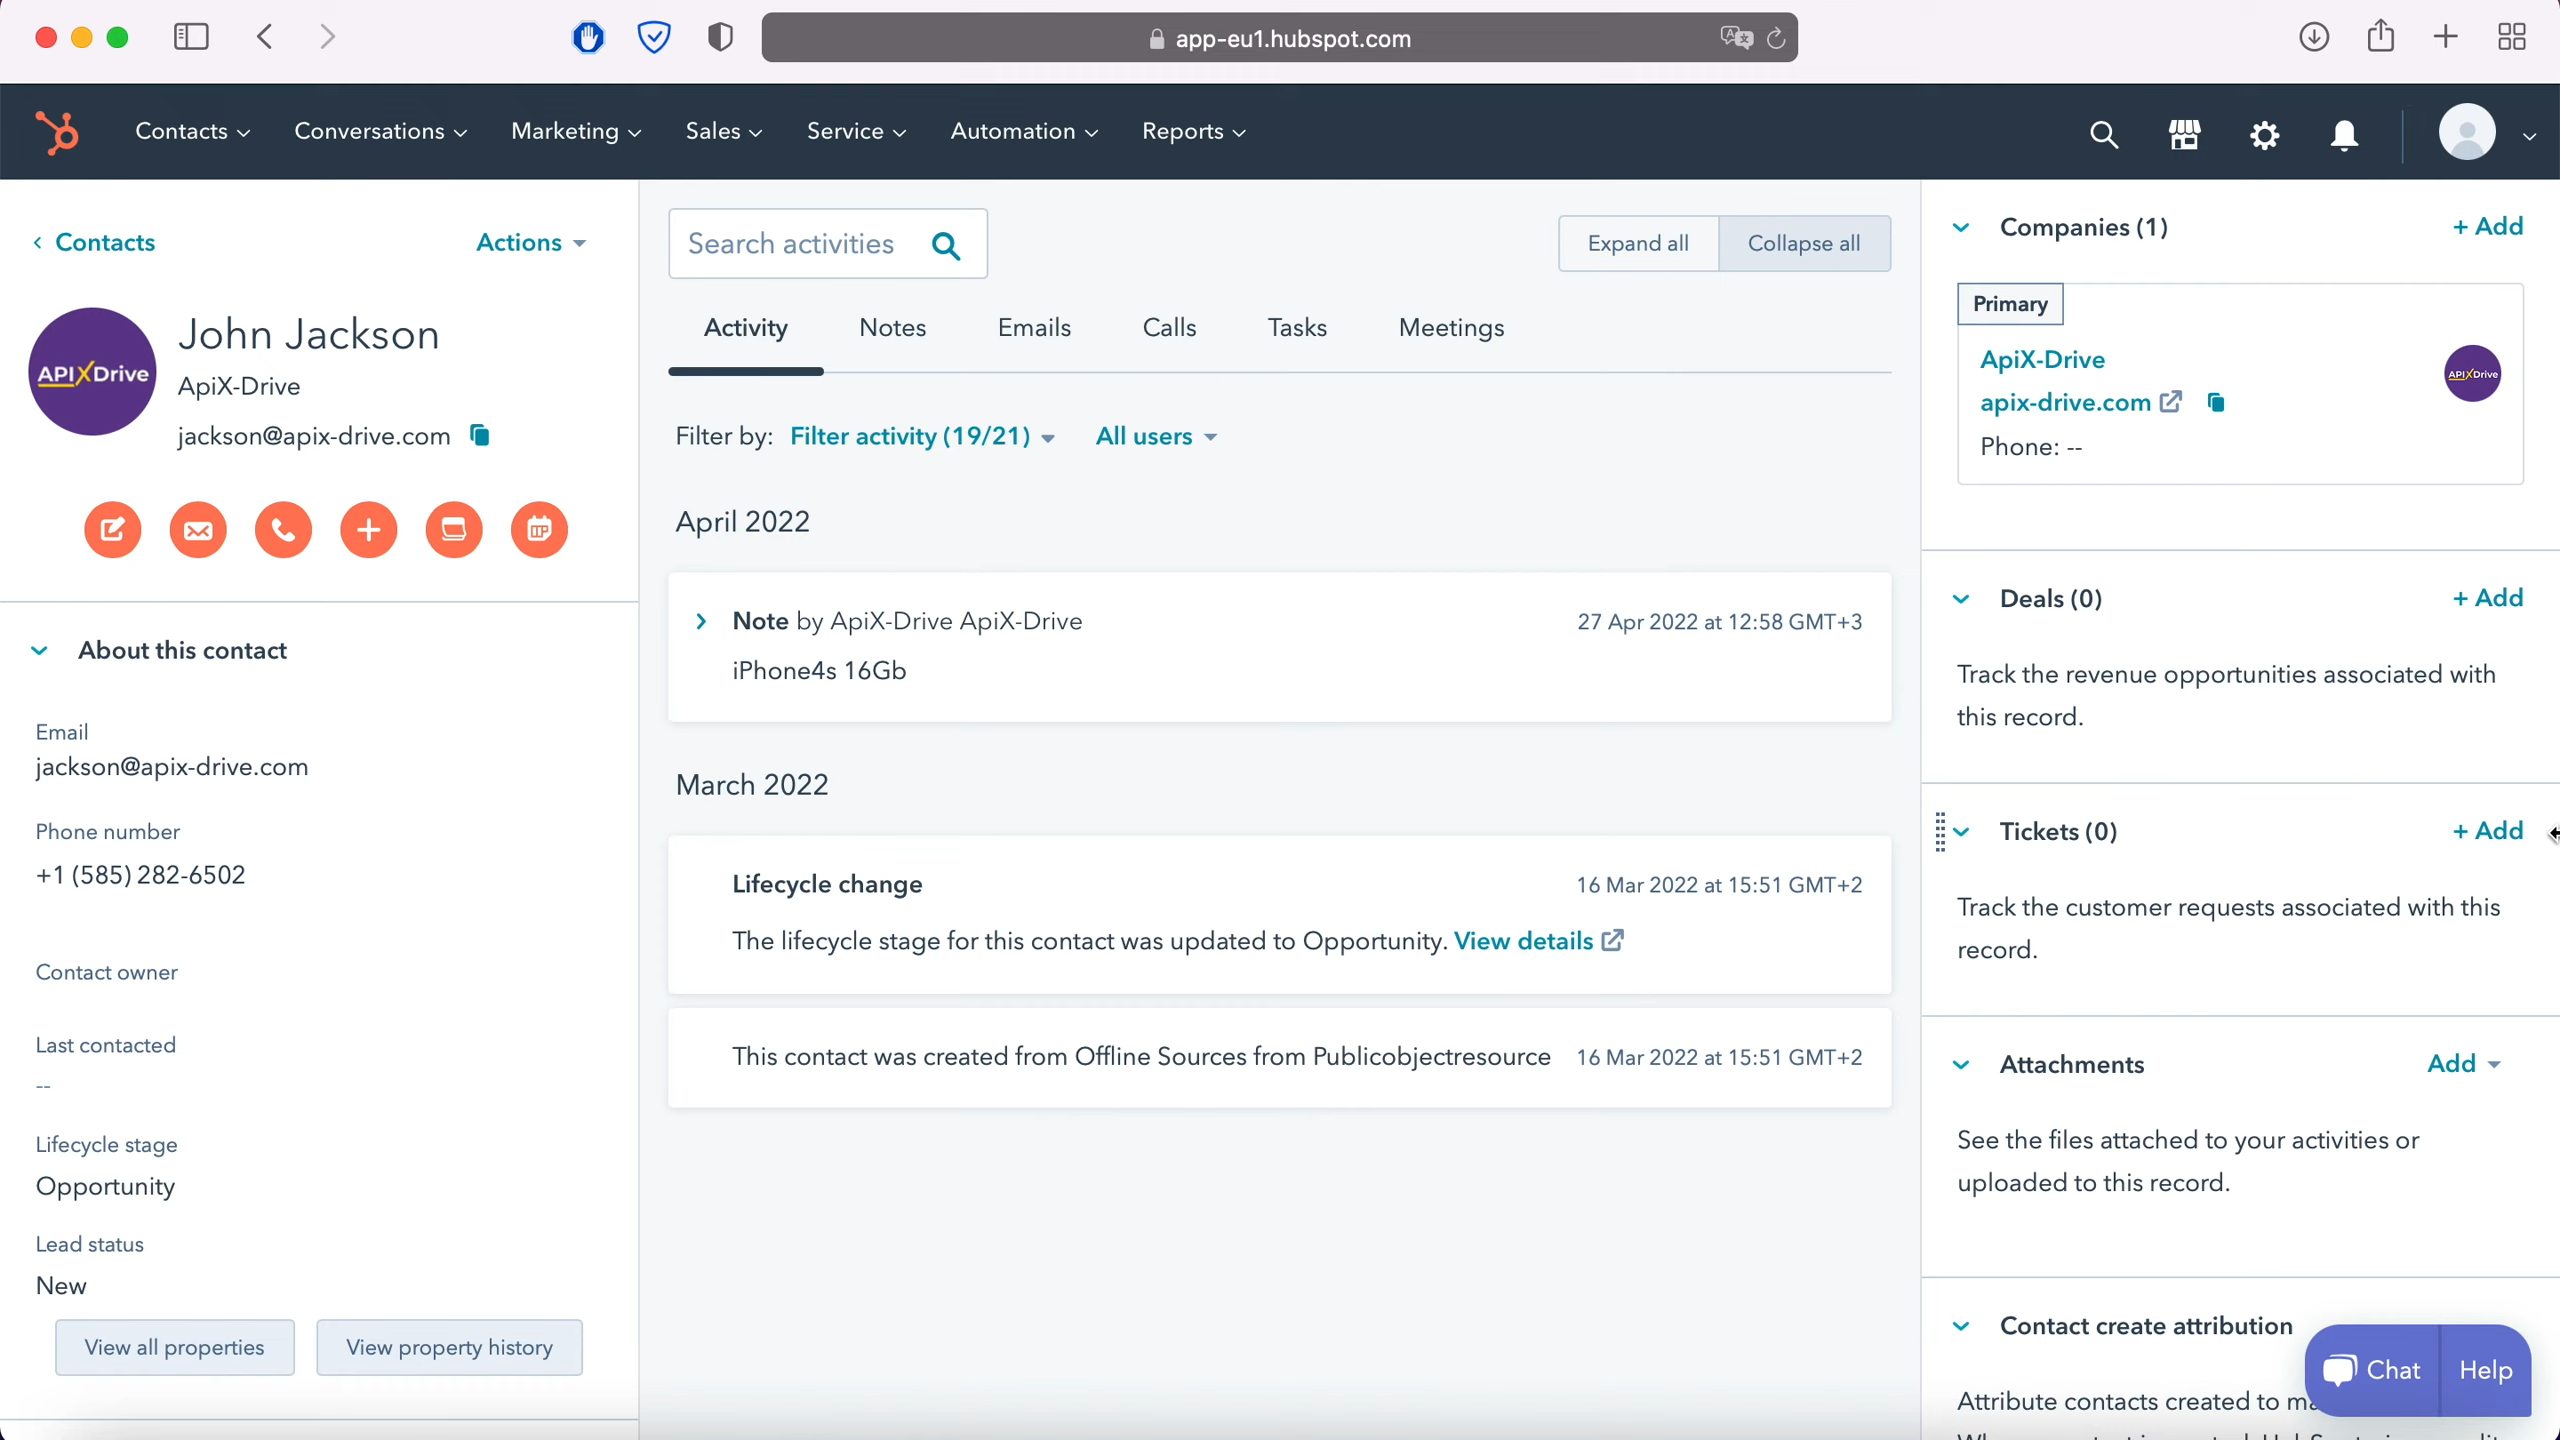 app-eu1.hubspot.com
Contacts Conversations Marketing Sales Service Automation Reports
Contacts
Actions
APIXDrive
John Jackson
ApiX-Drive
jackson@apix-drive.com
About this contact
Email
jackson@apix-drive.com
Phone number
+1 (585) 282-6502
Contact owner
Last contacted
--
Lifecycle stage
Opportunity
Lead status
New
View all properties
View property history
Search activities
Expand all
Collapse all
Activity Notes Emails Calls Tasks Meetings
Filter by: Filter activity (19/21) All users
April 2022
Note by ApiX-Drive ApiX-Drive 27 Apr 2022 at 12:58 GMT+3
iPhone4s 16Gb
March 2022
Lifecycle change 16 Mar 2022 at 15:51 GMT+2
The lifecycle stage for this contact was updated to Opportunity. View details
This contact was created from Offline Sources from Publicobjectresource 16 Mar 2022 at 15:51 GMT+2
Companies (1) + Add
Primary
ApiX-Drive
apix-drive.com
Phone: --
APIXDrive
Deals (0) + Add
Track the revenue opportunities associated with
this record.
Tickets (0) + Add
Track the customer requests associated with this
record.
Attachments Add
See the files attached to your activities or
uploaded to this record.
Contact create attribution
Attribute contacts created to
Chat Help